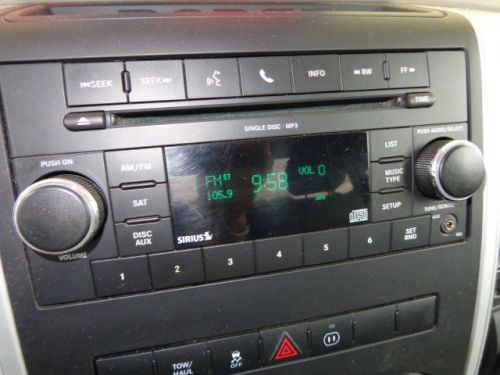 SEEK SEEK INFO RW FF
TIME
SINGLE DISC · MP3
PUSH ON
PUSH AUDIO/SELECT
AM/FM
LIST
SAT
MUSIC TYPE
DISC AUX
SETUP
FM ST 9:58 VOL 0
105.9
SIRIUS
VOLUME
TUNE/SCROLL
AUX
1 2 3 4 5 6 SET RND
TOW/HAUL
OFF